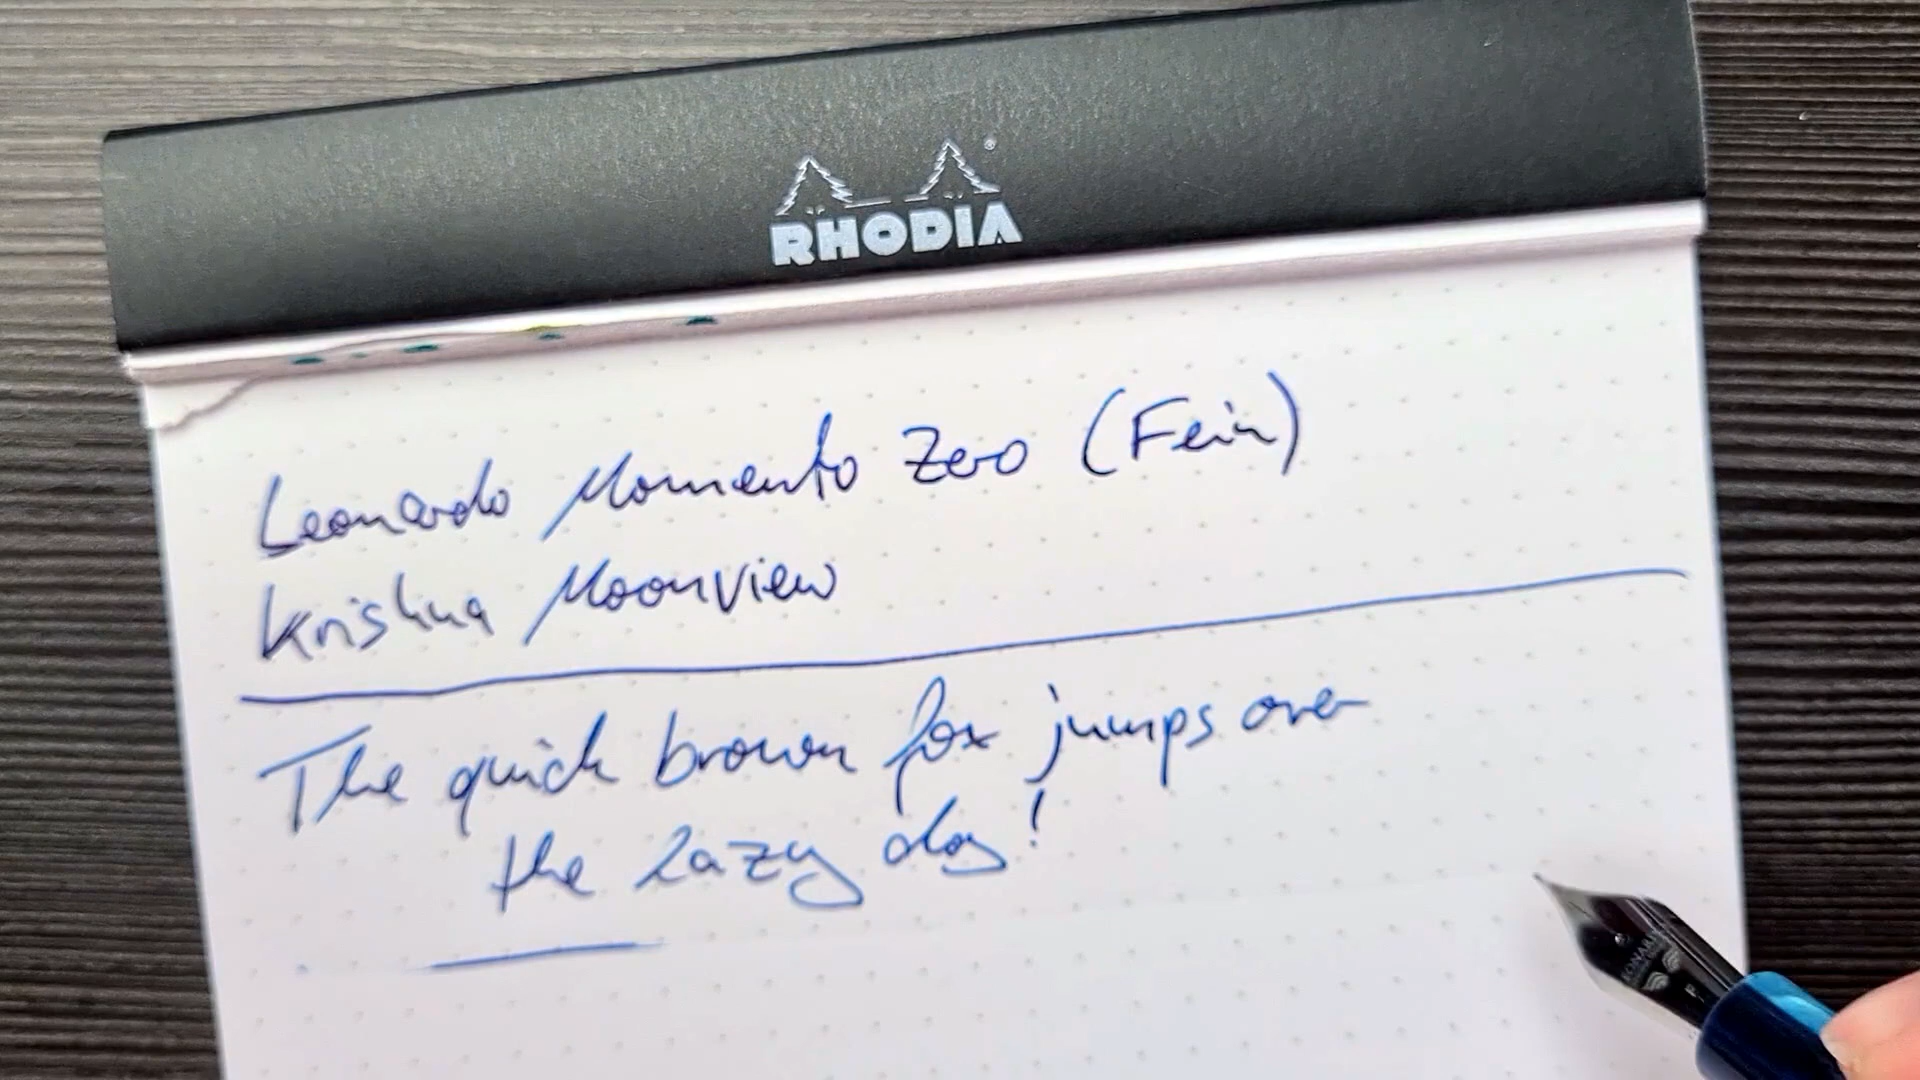 RHODIA
Leonardo Momento Zero (Fein)
Krishna Moonview
The quick brown fox jumps over
the lazy dog!
F